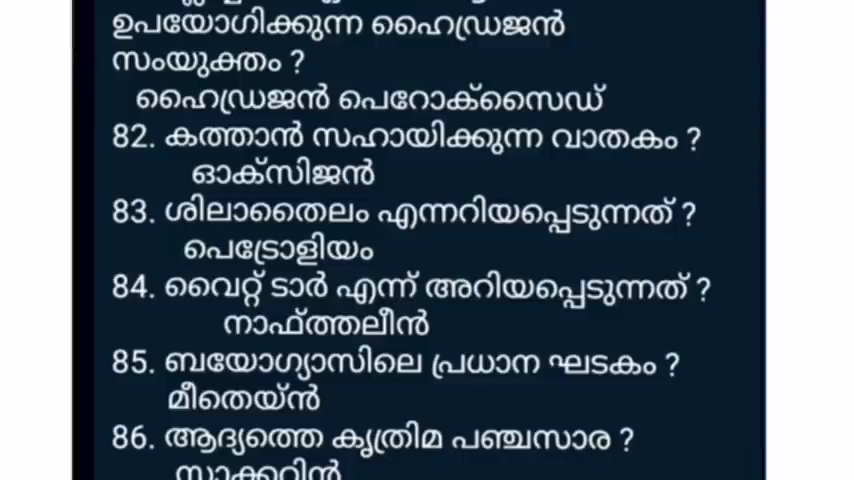 ഉപയോഗിക്കുന്ന ഹൈഡ്രജൻ
സംയുക്തം ?
ഹൈഡ്രജൻ പെറോക്സൈഡ്
82. കത്താൻ സഹായിക്കുന്ന വാതകം ?
ഓക്സിജൻ
83. ശിലാതൈലം എന്നറിയപ്പെടുന്നത് ?
പെട്രോളിയം
84. വൈറ്റ് ടാർ എന്ന് അറിയപ്പെടുന്നത് ?
നാഫ്ത്തലീൻ
85. ബയോഗ്യാസിലെ പ്രധാന ഘടകം ?
മീതെയ്ൻ
86. ആദ്യത്തെ കൃത്രിമ പഞ്ചസാര ?
സാക്കറിൻ